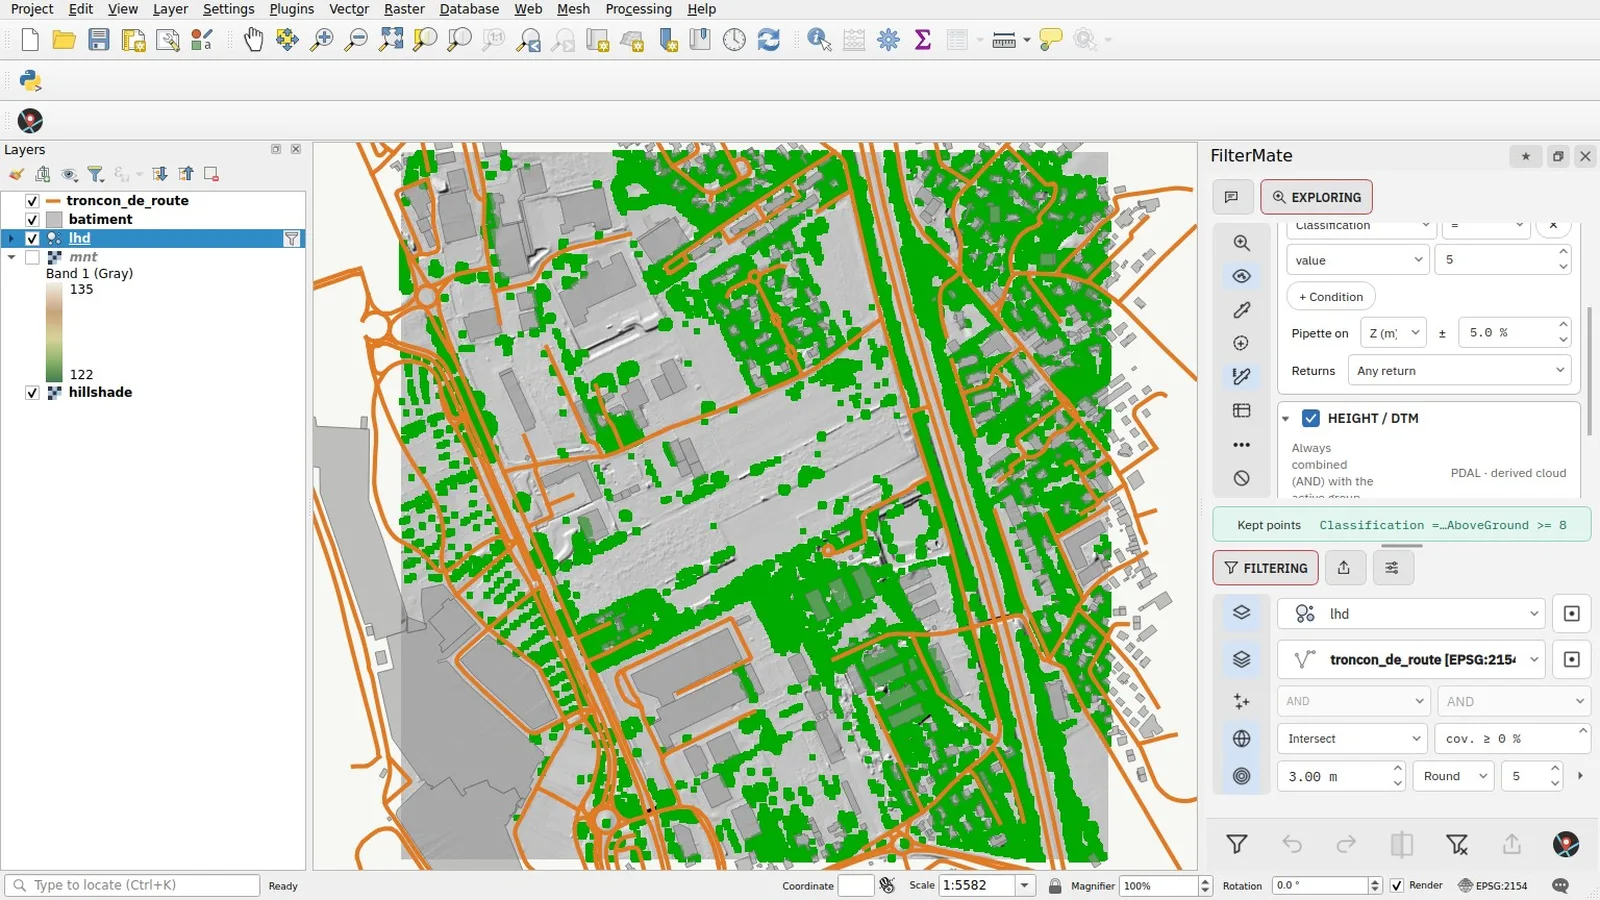 Project Edit View Layer Settings Plugins Vector Raster Database Web Mesh Processing Help
Layers
troncon_de_route
batiment
lhd
mnt
Band 1 (Gray)
135
122
hillshade
FilterMate
EXPLORING
Classification =
value 5
+ Condition
Pipette on Z (m) ± 5.0 %
Returns Any return
HEIGHT / DTM
Always
combined
(AND) with the
active group
PDAL · derived cloud
Kept points Classification =…AboveGround >= 8
FILTERING
lhd
troncon_de_route [EPSG:2154
AND AND
Intersect cov. ≥ 0 %
3.00 m Round 5
Type to locate (Ctrl+K) Ready Coordinate Scale 1:5582 Magnifier 100% Rotation 0.0 ° Render EPSG:2154